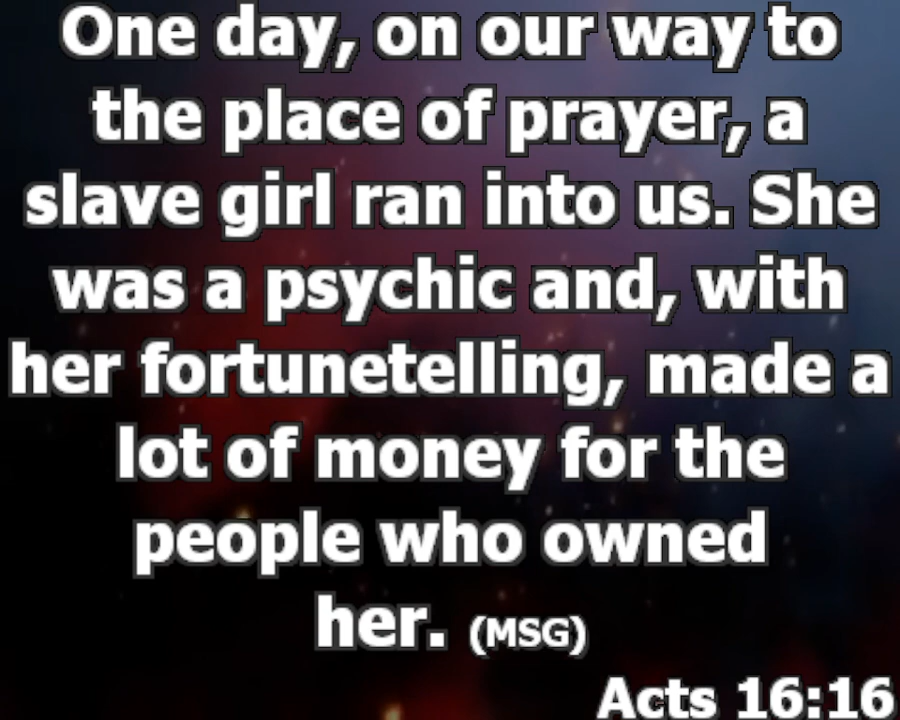 One day, on our way to
the place of prayer, a
slave girl ran into us. She
was a psychic and, with
her fortunetelling, made a
lot of money for the
people who owned
her. (MSG)
Acts 16:16